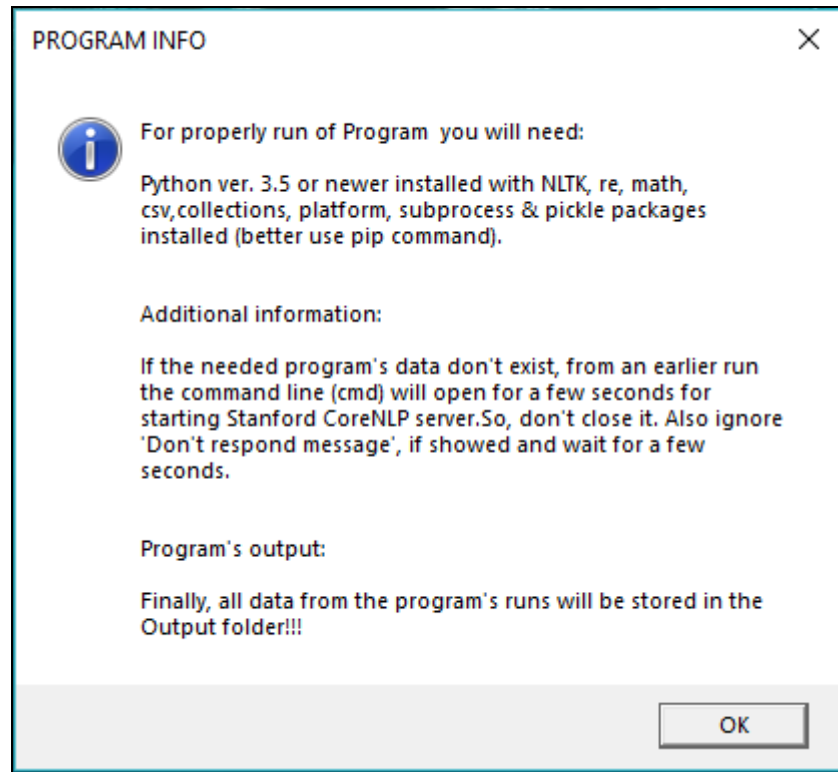 PROGRAM INFO
For properly run of Program  you will need:
Python ver. 3.5 or newer installed with NLTK, re, math,
csv,collections, platform, subprocess & pickle packages
installed (better use pip command).
Additional information:
If the needed program's data don't exist, from an earlier run
the command line (cmd) will open for a few seconds for
starting Stanford CoreNLP server.So, don't close it. Also ignore
'Don't respond message', if showed and wait for a few
seconds.
Program's output:
Finally, all data from the program's runs will be stored in the
Output folder!!!
OK